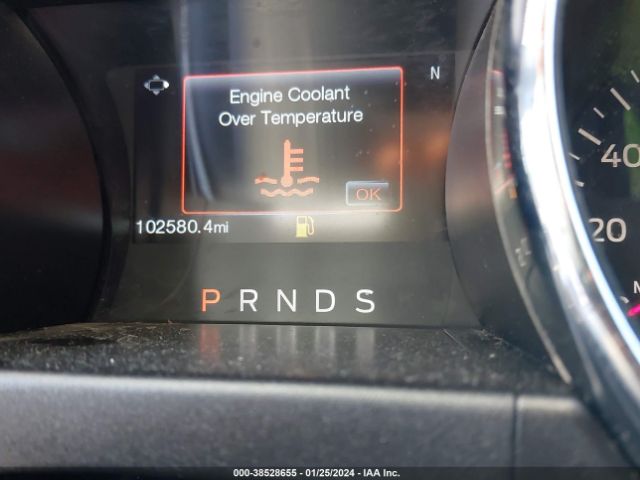 N
Engine Coolant
Over Temperature
OK
102580.4mi
P R N D S
40
20
M
000-38528655 - 01/25/2024 - IAA Inc.